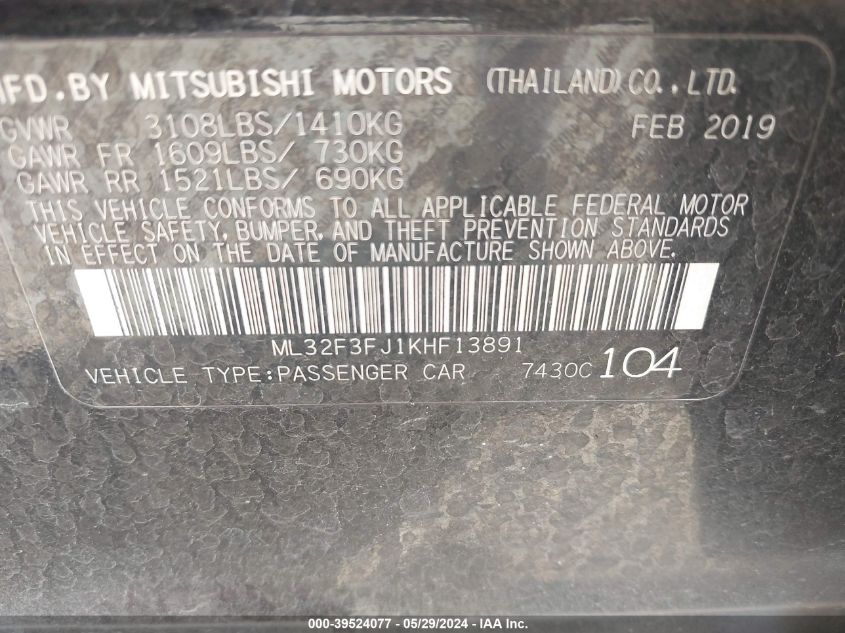 MFD.BY MITSUBISHI MOTORS (THAILAND) CO.,LTD.
GVWR 3108LBS/1410KG FEB 2019
GAWR FR 1609LBS/ 730KG
GAWR RR 1521LBS/ 690KG
THIS VEHICLE CONFORMS TO ALL APPLICABLE FEDERAL MOTOR
VEHICLE SAFETY, BUMPER, AND THEFT PREVENTION STANDARDS
IN EFFECT ON THE DATE OF MANUFACTURE SHOWN ABOVE.
ML32F3FJ1KHF13891
VEHICLE TYPE:PASSENGER CAR 7430C 104
000-39524077 - 05/29/2024 - IAA Inc.